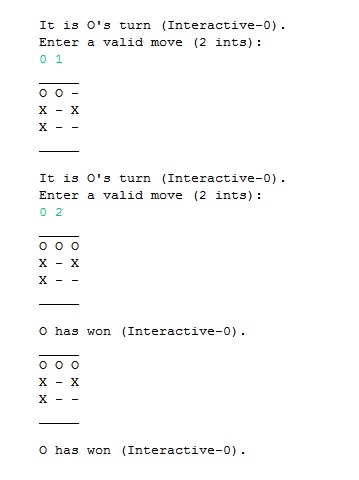 It is O's turn (Interactive-0).
Enter a valid move (2 ints):
0 1
_____
O O -
X - X
X - -
_____
It is O's turn (Interactive-0).
Enter a valid move (2 ints):
0 2
_____
O O O
X - X
X - -
_____
O has won (Interactive-0).
_____
O O O
X - X
X - -
_____
O has won (Interactive-0).